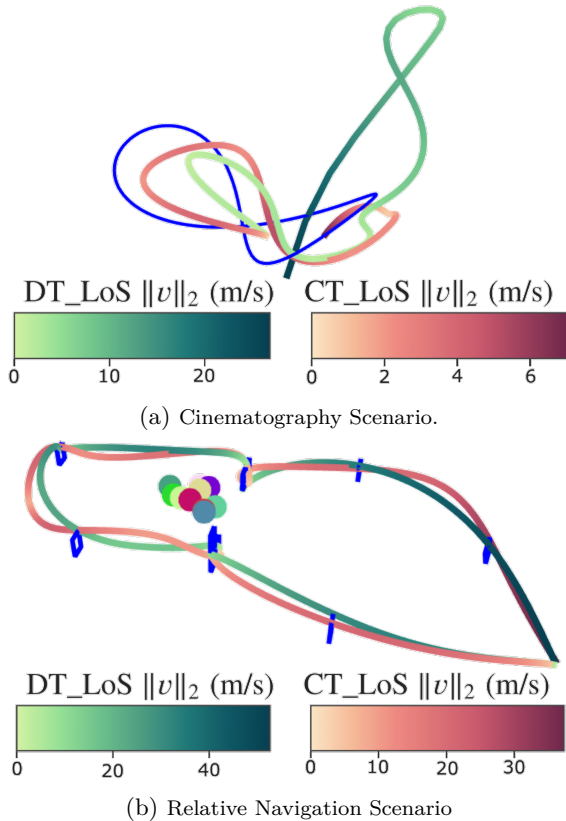 DT_LoS ‖v‖₂ (m/s) CT_LoS ‖v‖₂ (m/s)
0 10 20 0 2 4 6
(a) Cinematography Scenario.
DT_LoS ‖v‖₂ (m/s) CT_LoS ‖v‖₂ (m/s)
0 20 40 0 10 20 30
(b) Relative Navigation Scenario